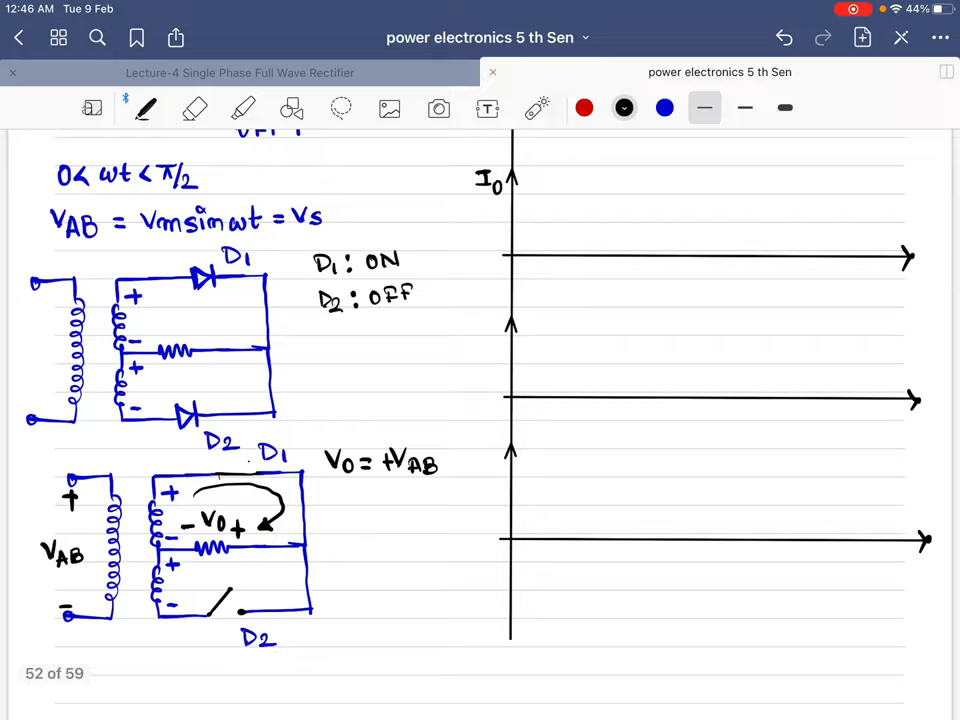 12:46 AM Tue 9 Feb
44%
power electronics 5 th Sen
Lecture-4 Single Phase Full Wave Rectifier
power electronics 5 th Sen
T
0< ωt < π/2
VAB = Vmsinωt = Vs
I0
D1
D1 : ON
D2 : OFF
+
-
+
-
D2
D1
V0 = +VAB
+
+
- V0 +
-
VAB
+
-
-
D2
52 of 59